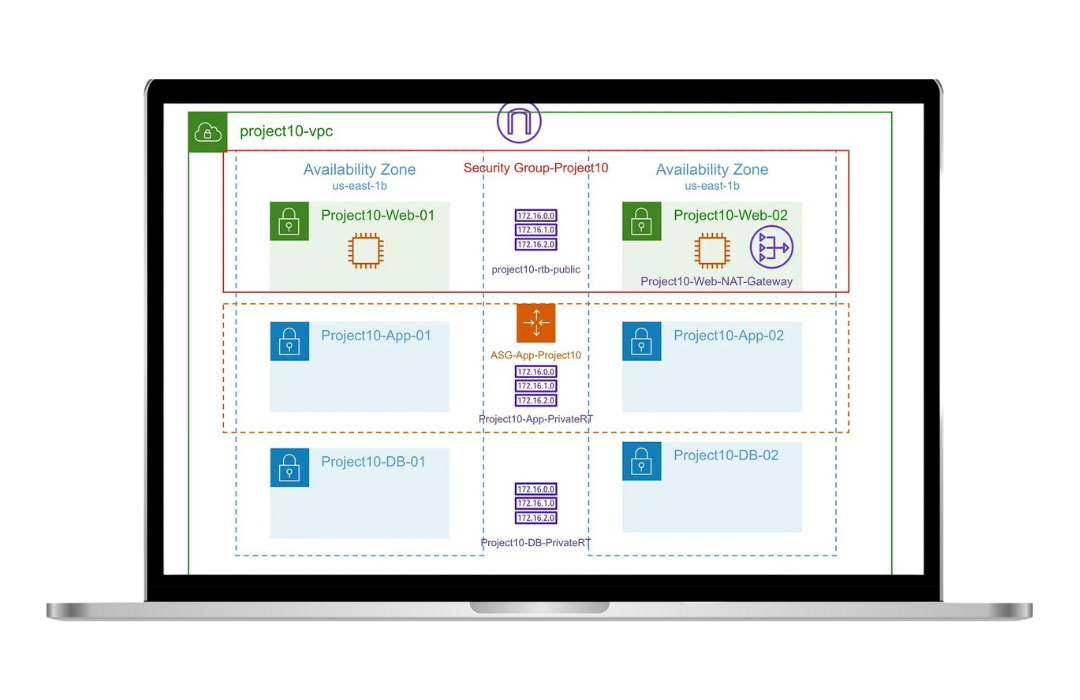 project10-vpc
Availability Zone
us-east-1b
Security Group-Project10
Availability Zone
us-east-1b
Project10-Web-01
172.16.0.0
172.16.1.0
172.16.2.0
project10-rtb-public
Project10-Web-02
Project10-Web-NAT-Gateway
Project10-App-01
ASG-App-Project10
172.16.0.0
172.16.1.0
172.16.2.0
Project10-App-PrivateRT
Project10-App-02
Project10-DB-01
172.16.0.0
172.16.1.0
172.16.2.0
Project10-DB-PrivateRT
Project10-DB-02